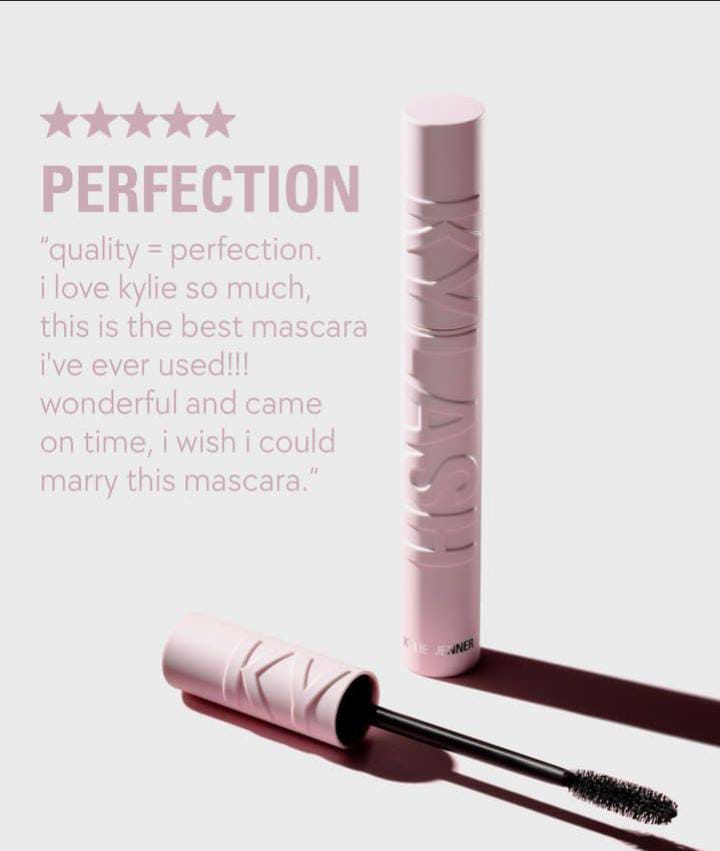 PERFECTION
"quality = perfection.
i love kylie so much,
this is the best mascara
i've ever used!!!
wonderful and came
on time, i wish i could
marry this mascara."
KYLASH
KYLIE JENNER
KY